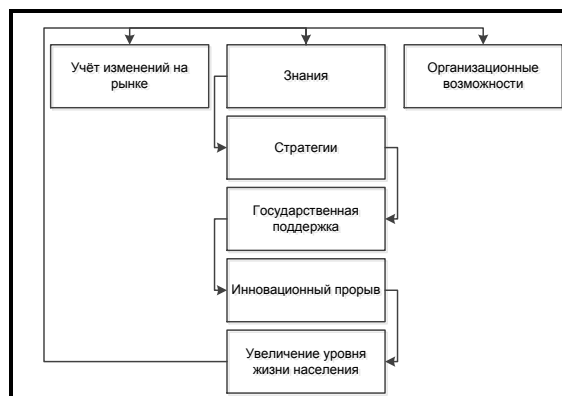 Учёт изменений на
рынке
Знания
Организационные
возможности
Стратегии
Государственная
поддержка
Инновационный прорыв
Увеличение уровня
жизни населения